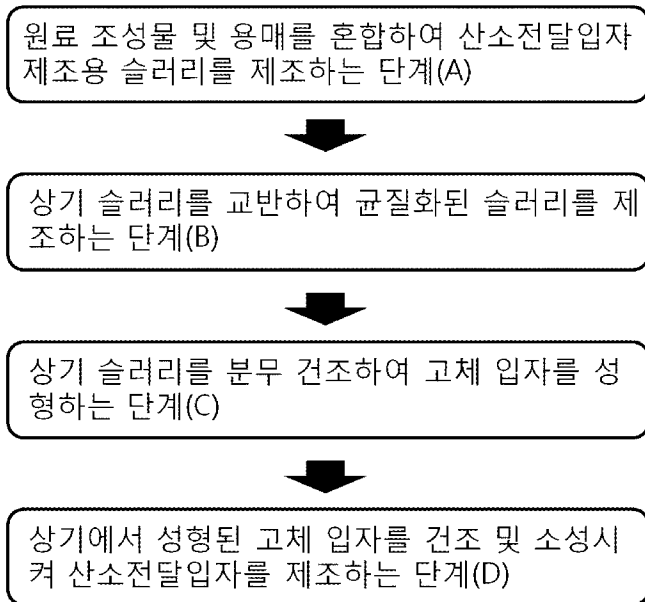 원료 조성물 및 용매를 혼합하여 산소전달입자
제조용 슬러리를 제조하는 단계(A)
상기 슬러리를 교반하여 균질화된 슬러리를 제
조하는 단계(B)
상기 슬러리를 분무 건조하여 고체 입자를 성
형하는 단계(C)
상기에서 성형된 고체 입자를 건조 및 소성시
켜 산소전달입자를 제조하는 단계(D)